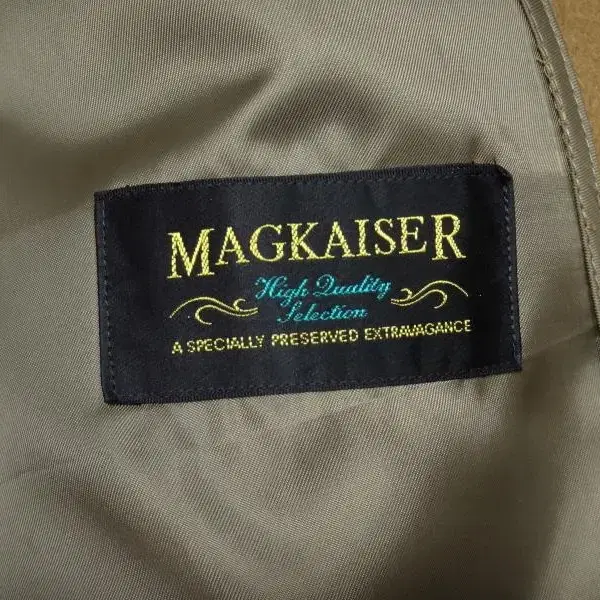 MAGKAISER
High Quality
Selection
A SPECIALLY PRESERVED EXTRAVAGANCE